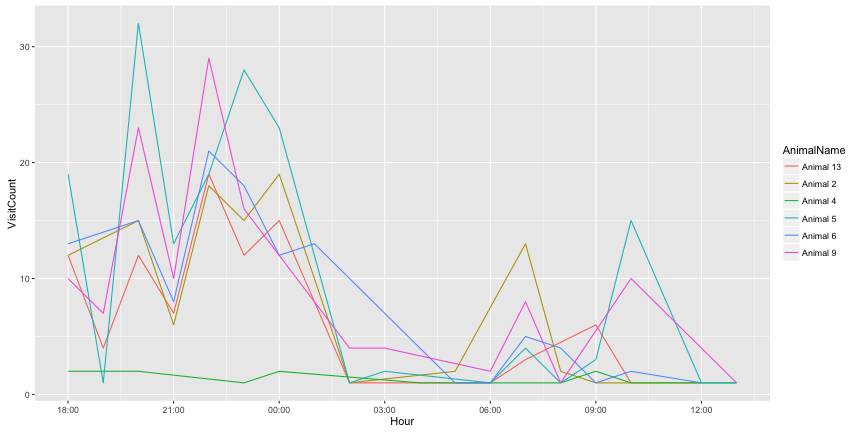 30
20
10
0
VisitCount
18:00
21:00
00:00
03:00
06:00
09:00
12:00
Hour
AnimalName
Animal 13
Animal 2
Animal 4
Animal 5
Animal 6
Animal 9